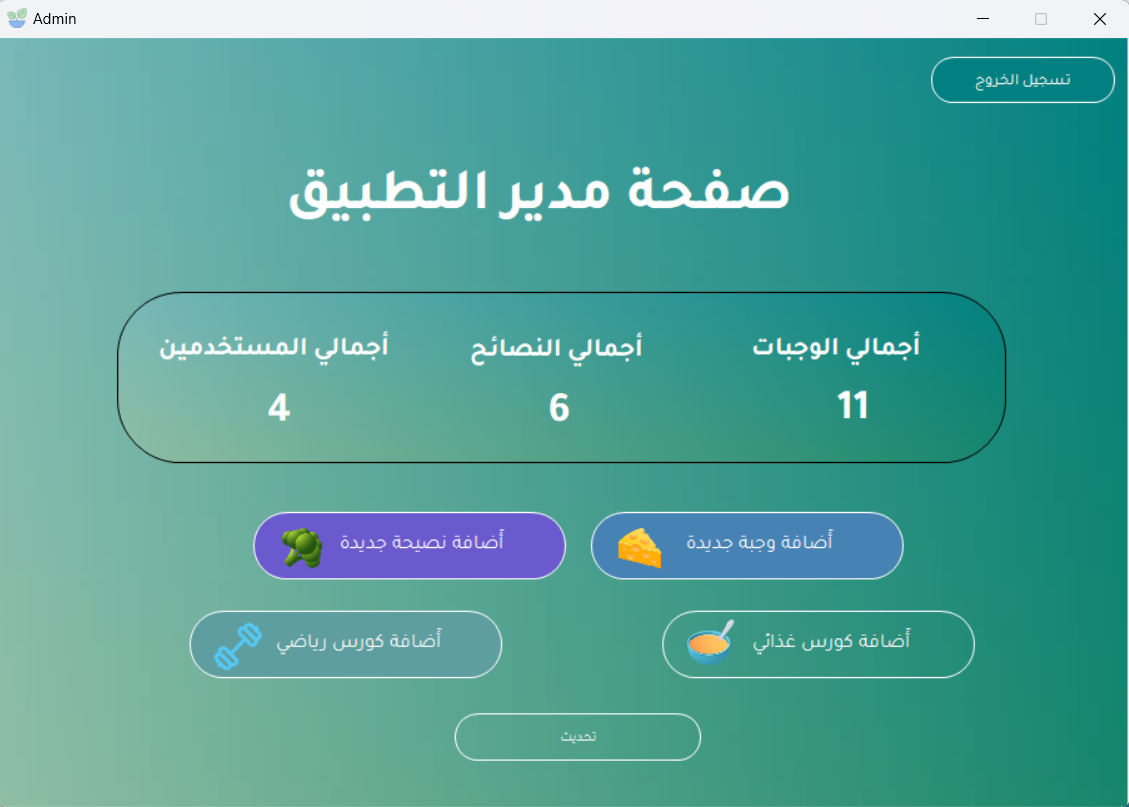 Admin
تسجيل الخروج
صفحة مدير التطبيق
أجمالي الوجبات
أجمالي النصائح
أجمالي المستخدمين
11
6
4
أضافة وجبة جديدة
أضافة نصيحة جديدة
أضافة كورس غذائي
أضافة كورس رياضي
تحديث